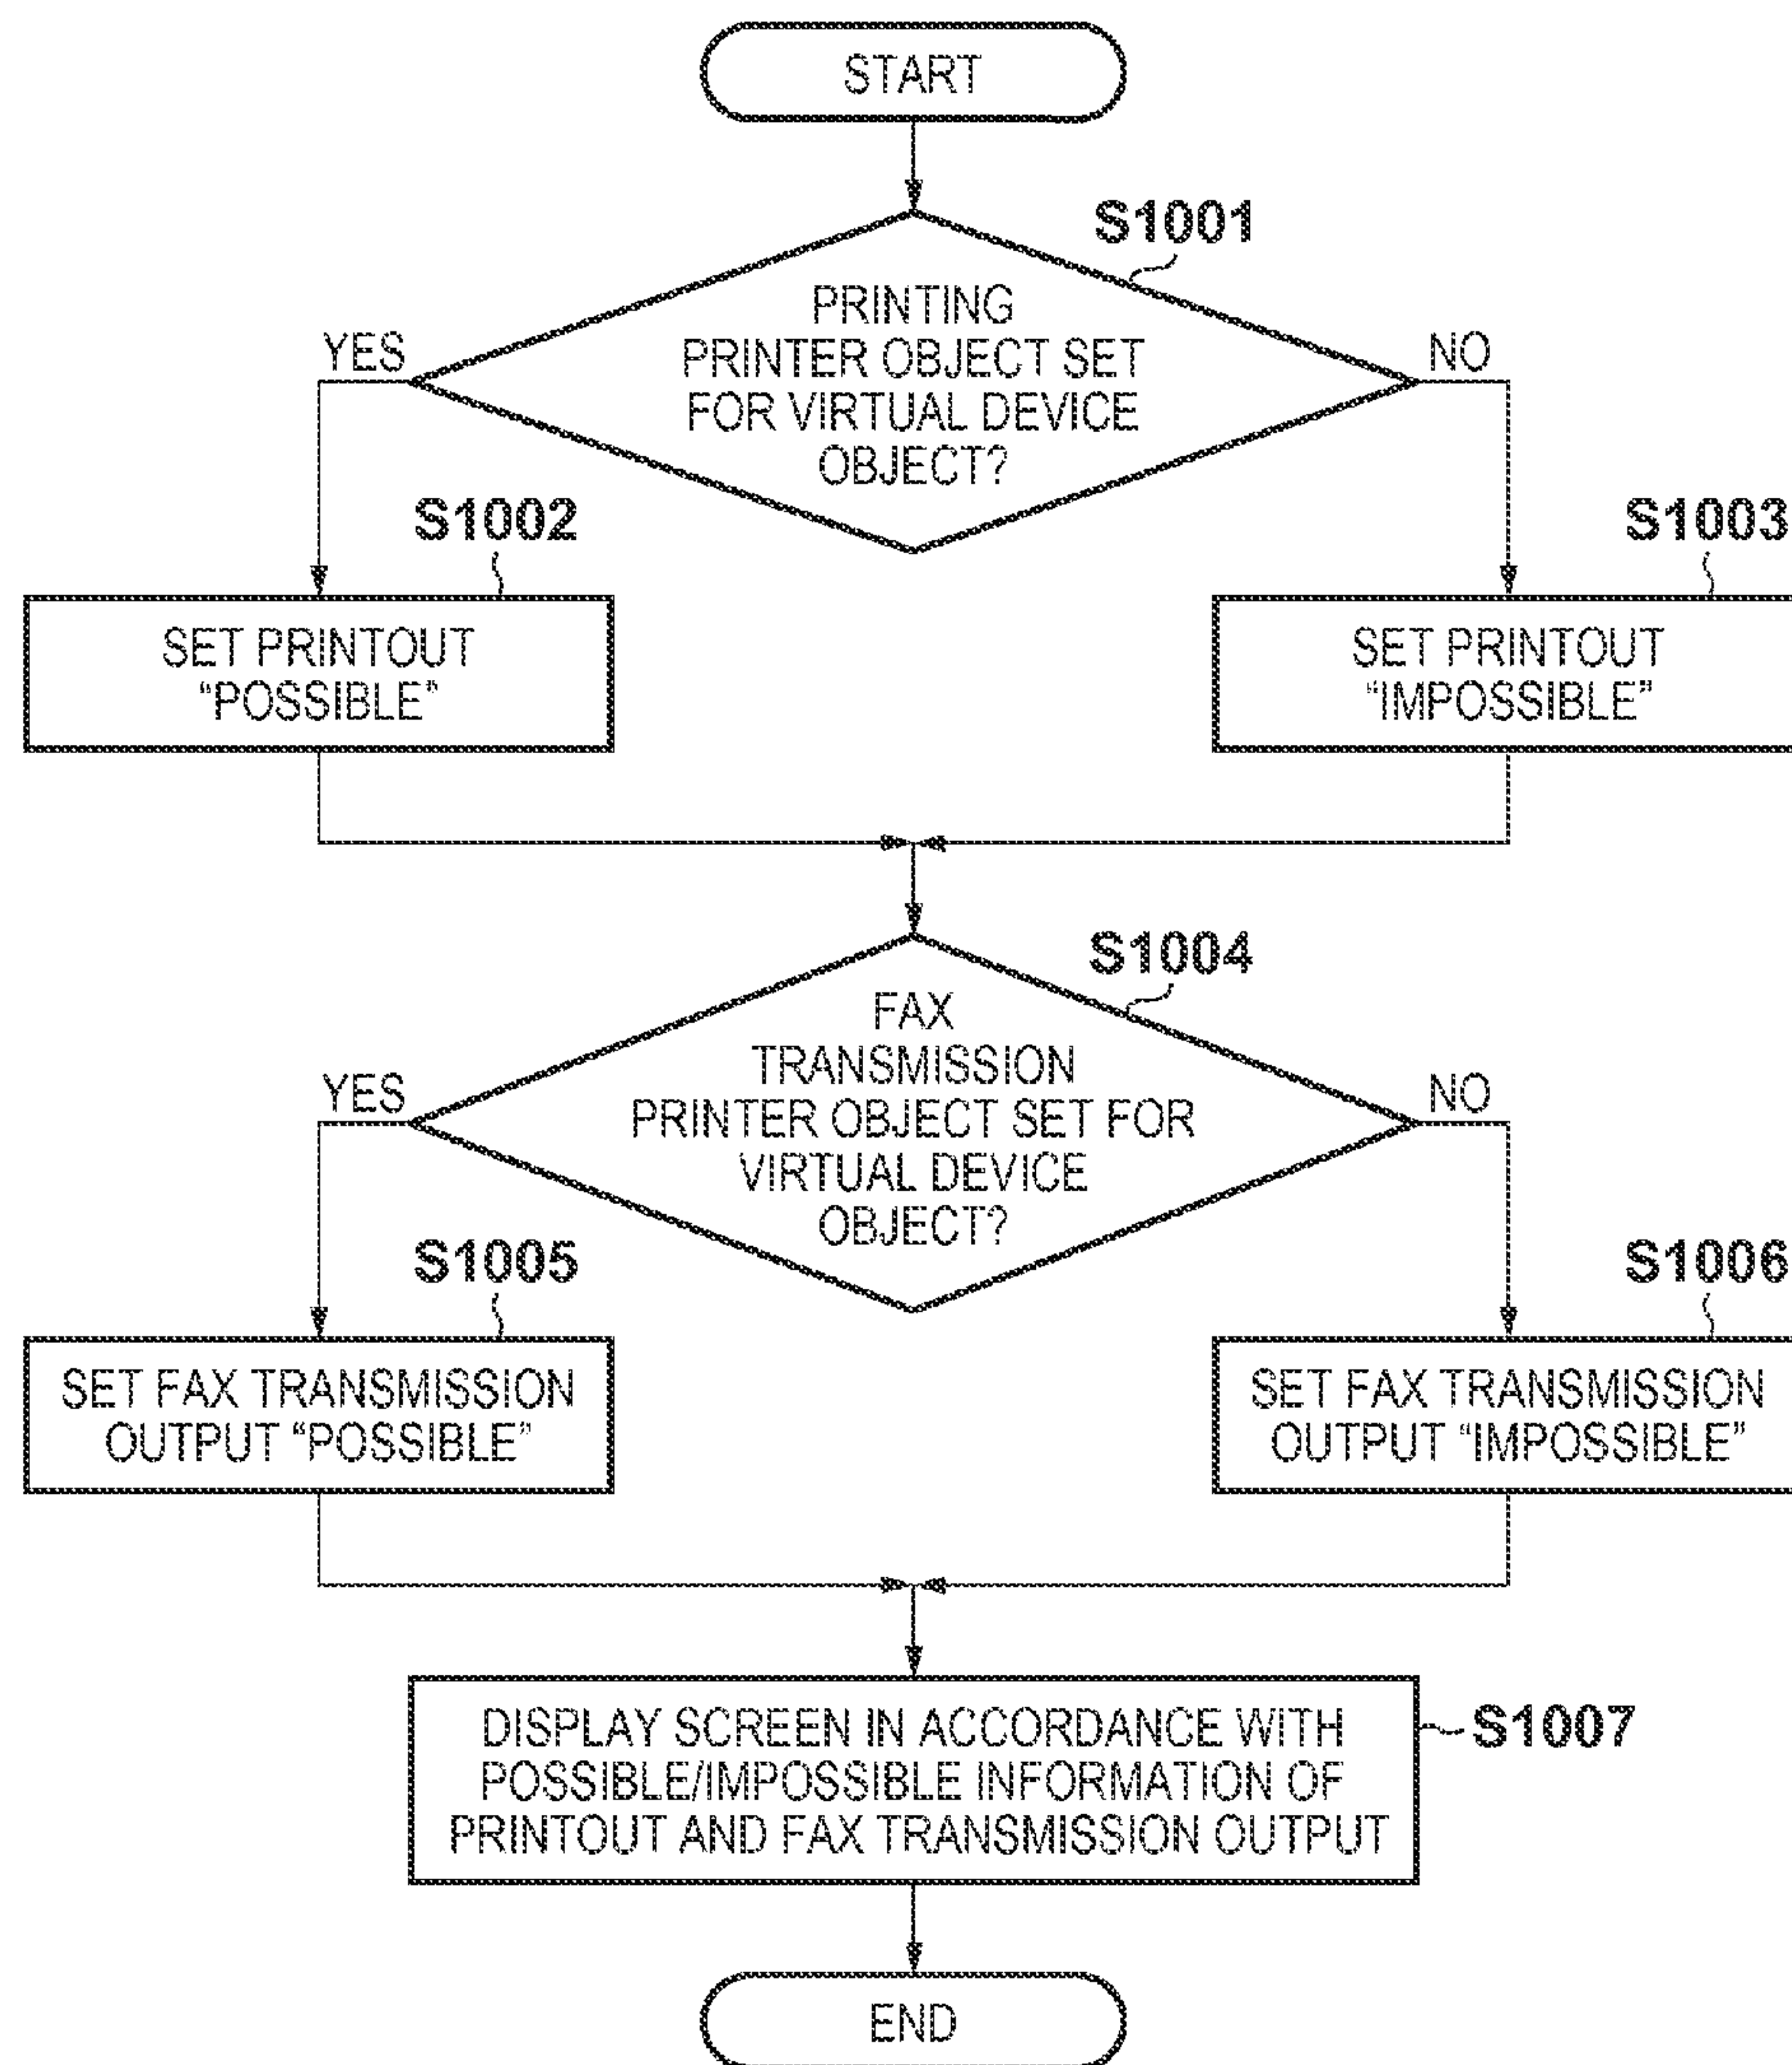 START
S1001
PRINTING
PRINTER OBJECT SET
FOR VIRTUAL DEVICE
OBJECT?
YES
NO
S1002
SET PRINTOUT
“POSSIBLE”
S1003
SET PRINTOUT
“IMPOSSIBLE”
S1004
FAX
TRANSMISSION
PRINTER OBJECT SET FOR
VIRTUAL DEVICE
OBJECT?
YES
NO
S1005
SET FAX TRANSMISSION
OUTPUT “POSSIBLE”
S1006
SET FAX TRANSMISSION
OUTPUT “IMPOSSIBLE”
DISPLAY SCREEN IN ACCORDANCE WITH
POSSIBLE/IMPOSSIBLE INFORMATION OF
PRINTOUT AND FAX TRANSMISSION OUTPUT
S1007
END